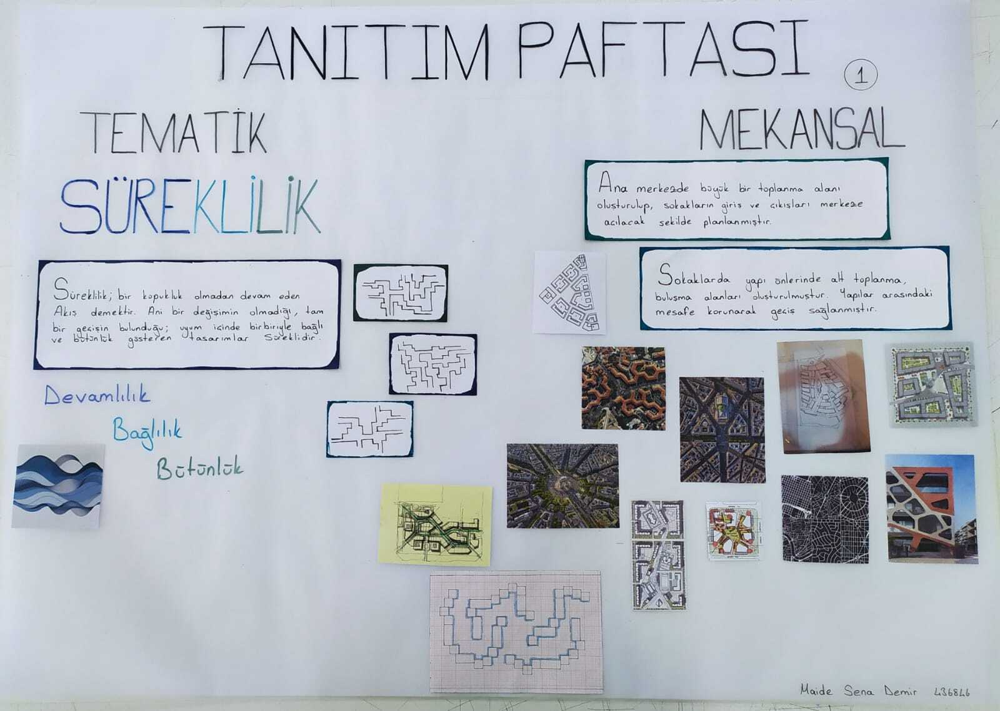 TANITIM PAFTASI
1
TEMATİK
SÜREKLİLİK
Süreklilik; bir kopukluk olmadan devam eden
Akış demektir. Ani bir değişimin olmadığı, tam
bir geçişin bulunduğu; uyum içinde birbiriyle bağlı
ve bütünlük gösteren tasarımlar Süreklidir.
Devamlılık
Bağlılık
Bütünlük
MEKANSAL
Ana merkezde büyük bir toplanma alanı
oluşturulup, sokakların giriş ve çıkışları merkeze
açılacak şekilde planlanmıştır.
Sokaklarda yapı önlerinde alt toplanma,
buluşma alanları oluşturulmuştur. Yapılar arasındaki
mesafe korunarak geçiş sağlanmıştır.
Maide Sena Demir 436846